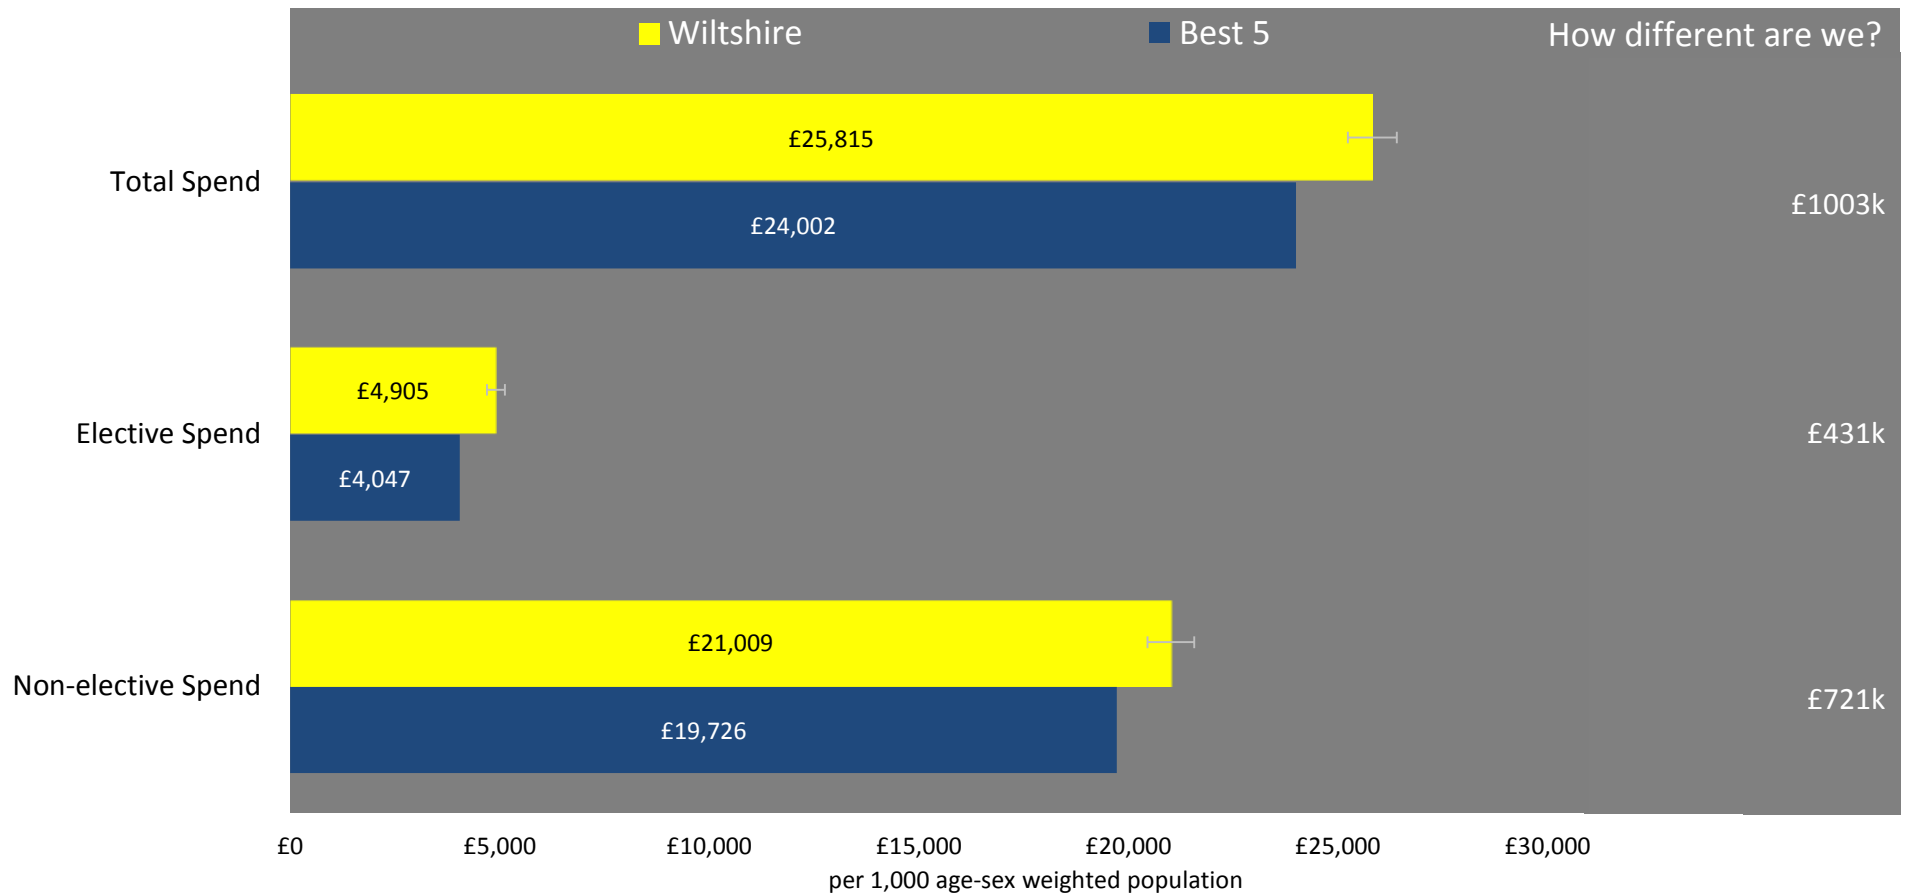 Wiltshire
Best 5
How different are we?
Total Spend
£25,815
£24,002
£1003k
Elective Spend
£4,905
£4,047
£431k
Non-elective Spend
£21,009
£19,726
£721k
£0 £5,000 £10,000 £15,000 £20,000 £25,000 £30,000
per 1,000 age-sex weighted population